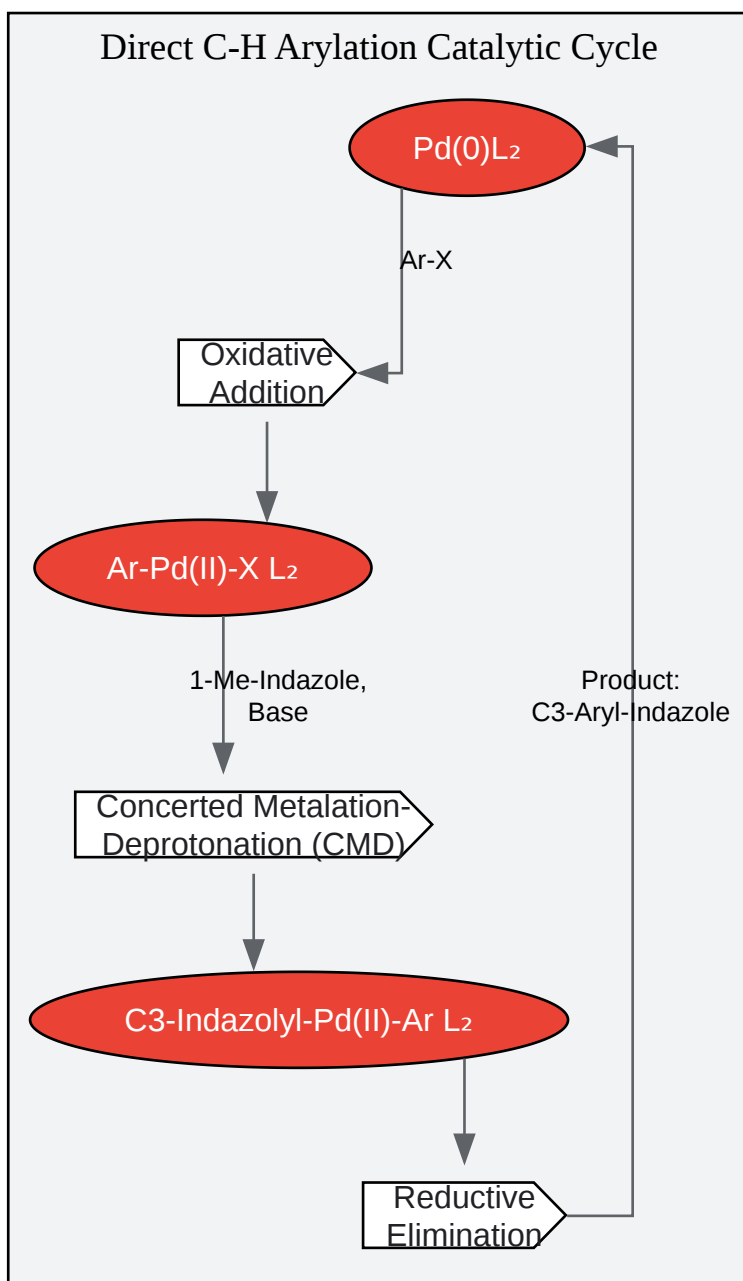 Direct C-H Arylation Catalytic Cycle
Pd(0)L₂
Ar-X
Oxidative
Addition
Ar-Pd(II)-X L₂
1-Me-Indazole,
Base
Product:
C3-Aryl-Indazole
Concerted Metalation-
Deprotonation (CMD)
C3-Indazolyl-Pd(II)-Ar L₂
Reductive
Elimination